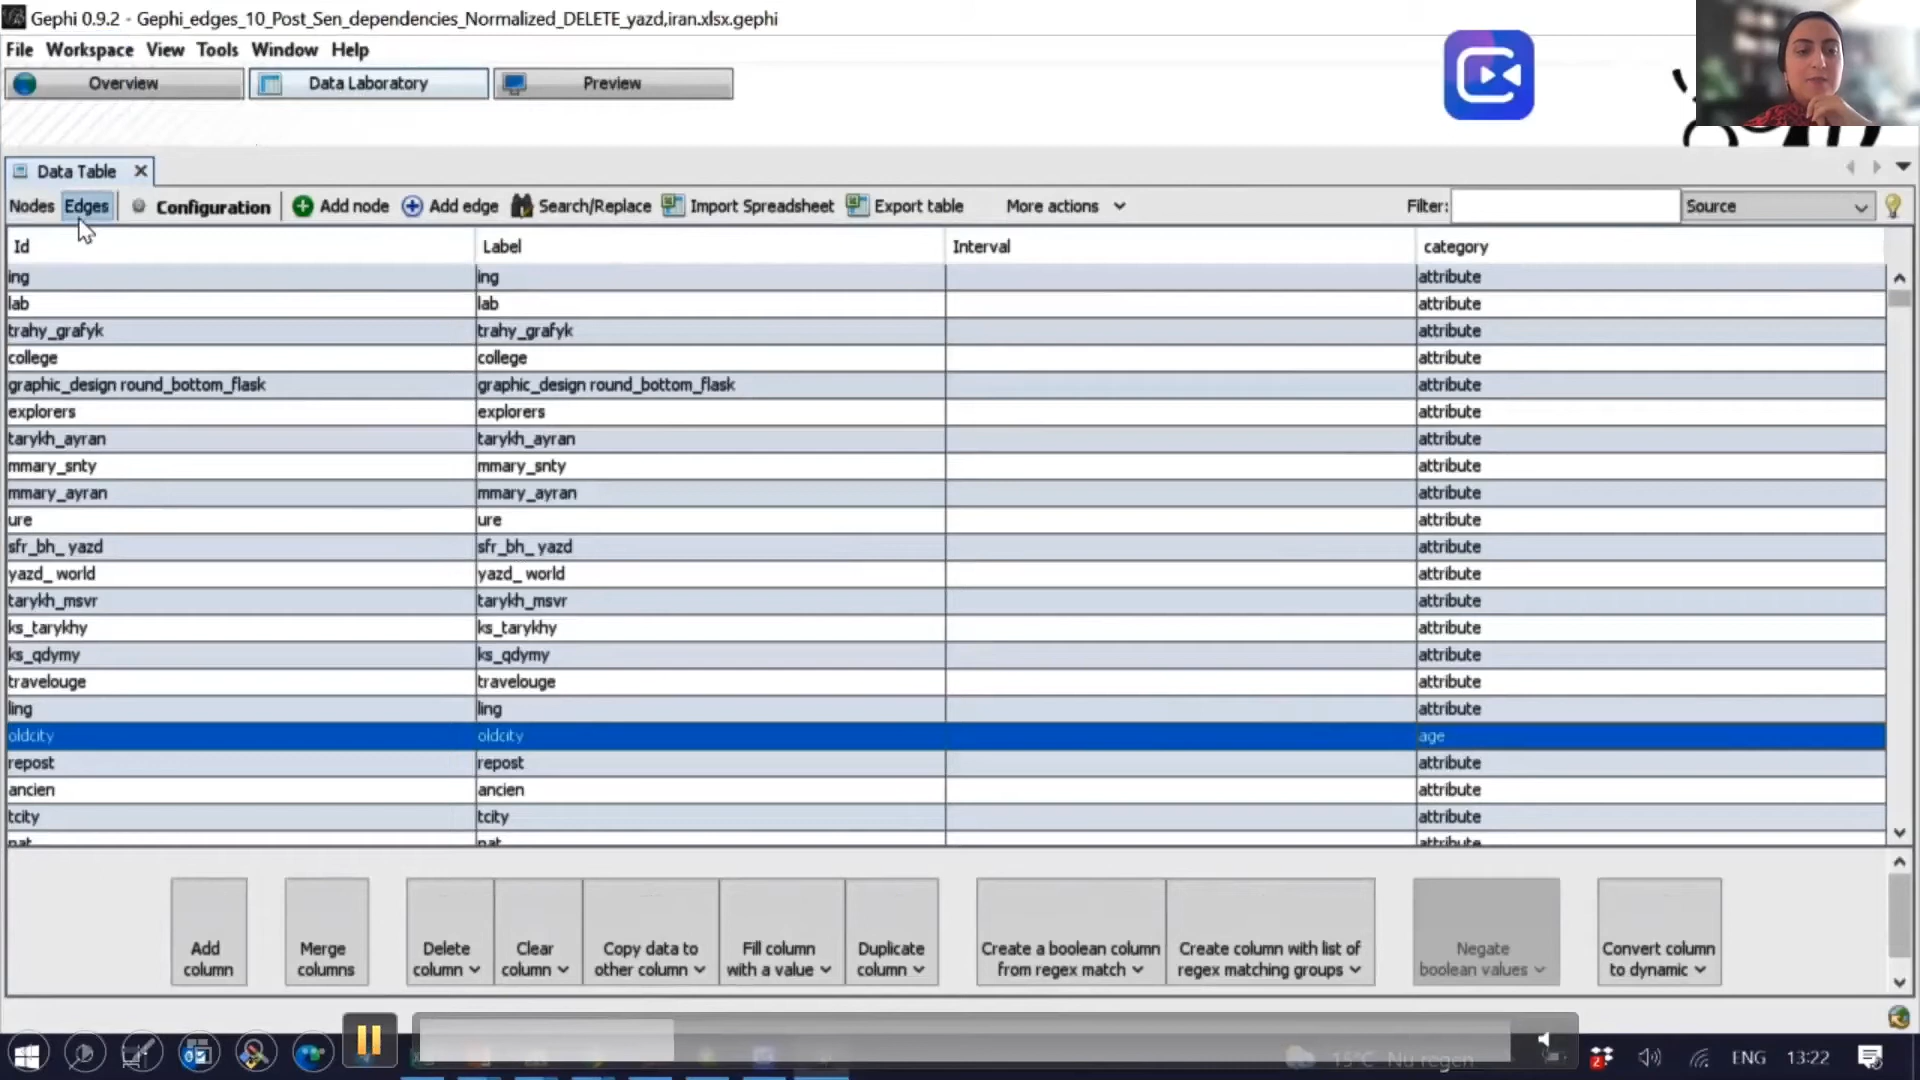 Gephi 0.9.2 - Gephi_edges_10_Post_Sen_dependencies_Normalized_DELETE_yazd,iran.xlsx.gephi
File Workspace View Tools Window Help
Overview Data Laboratory Preview
Data Table
Nodes Edges Configuration Add node Add edge Search/Replace Import Spreadsheet Export table More actions Filter: Source
Id Label Interval category
ing ing attribute
lab lab attribute
trahy_grafyk trahy_grafyk attribute
college college attribute
graphic_design round_bottom_flask graphic_design round_bottom_flask attribute
explorers explorers attribute
tarykh_ayran tarykh_ayran attribute
mmary_snty mmary_snty attribute
mmary_ayran mmary_ayran attribute
ure ure attribute
sfr_bh_ yazd sfr_bh_ yazd attribute
yazd_ world yazd_ world attribute
tarykh_msvr tarykh_msvr attribute
ks_tarykhy ks_tarykhy attribute
ks_qdymy ks_qdymy attribute
travelouge travelouge attribute
ling ling attribute
oldcity oldcity age
repost repost attribute
ancien ancien attribute
tcity tcity attribute
nat nat attribute
Add column Merge columns Delete column Clear column Copy data to other column Fill column with a value Duplicate column Create a boolean column from regex match Create column with list of regex matching groups Negate boolean values Convert column to dynamic
15°C Nu regen 2 ENG 13:22